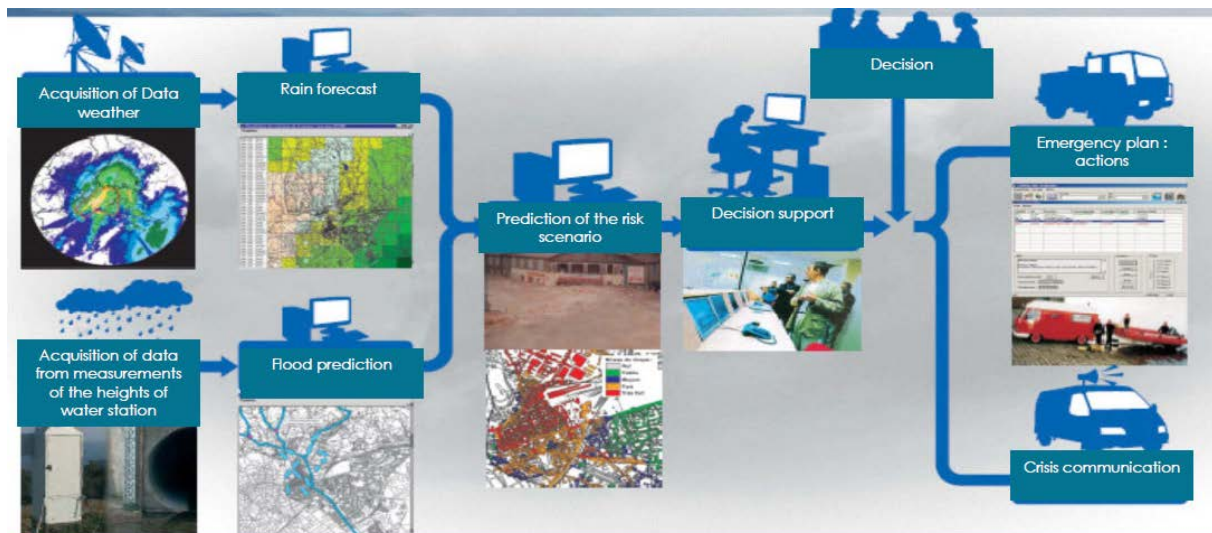 Acquisition of Data
weather
Rain forecast
Decision
Emergency plan :
actions
Prediction of the risk
scenario
Decision support
Acquisition of data
from measurements
of the heights of
water station
Flood prediction
Crisis communication